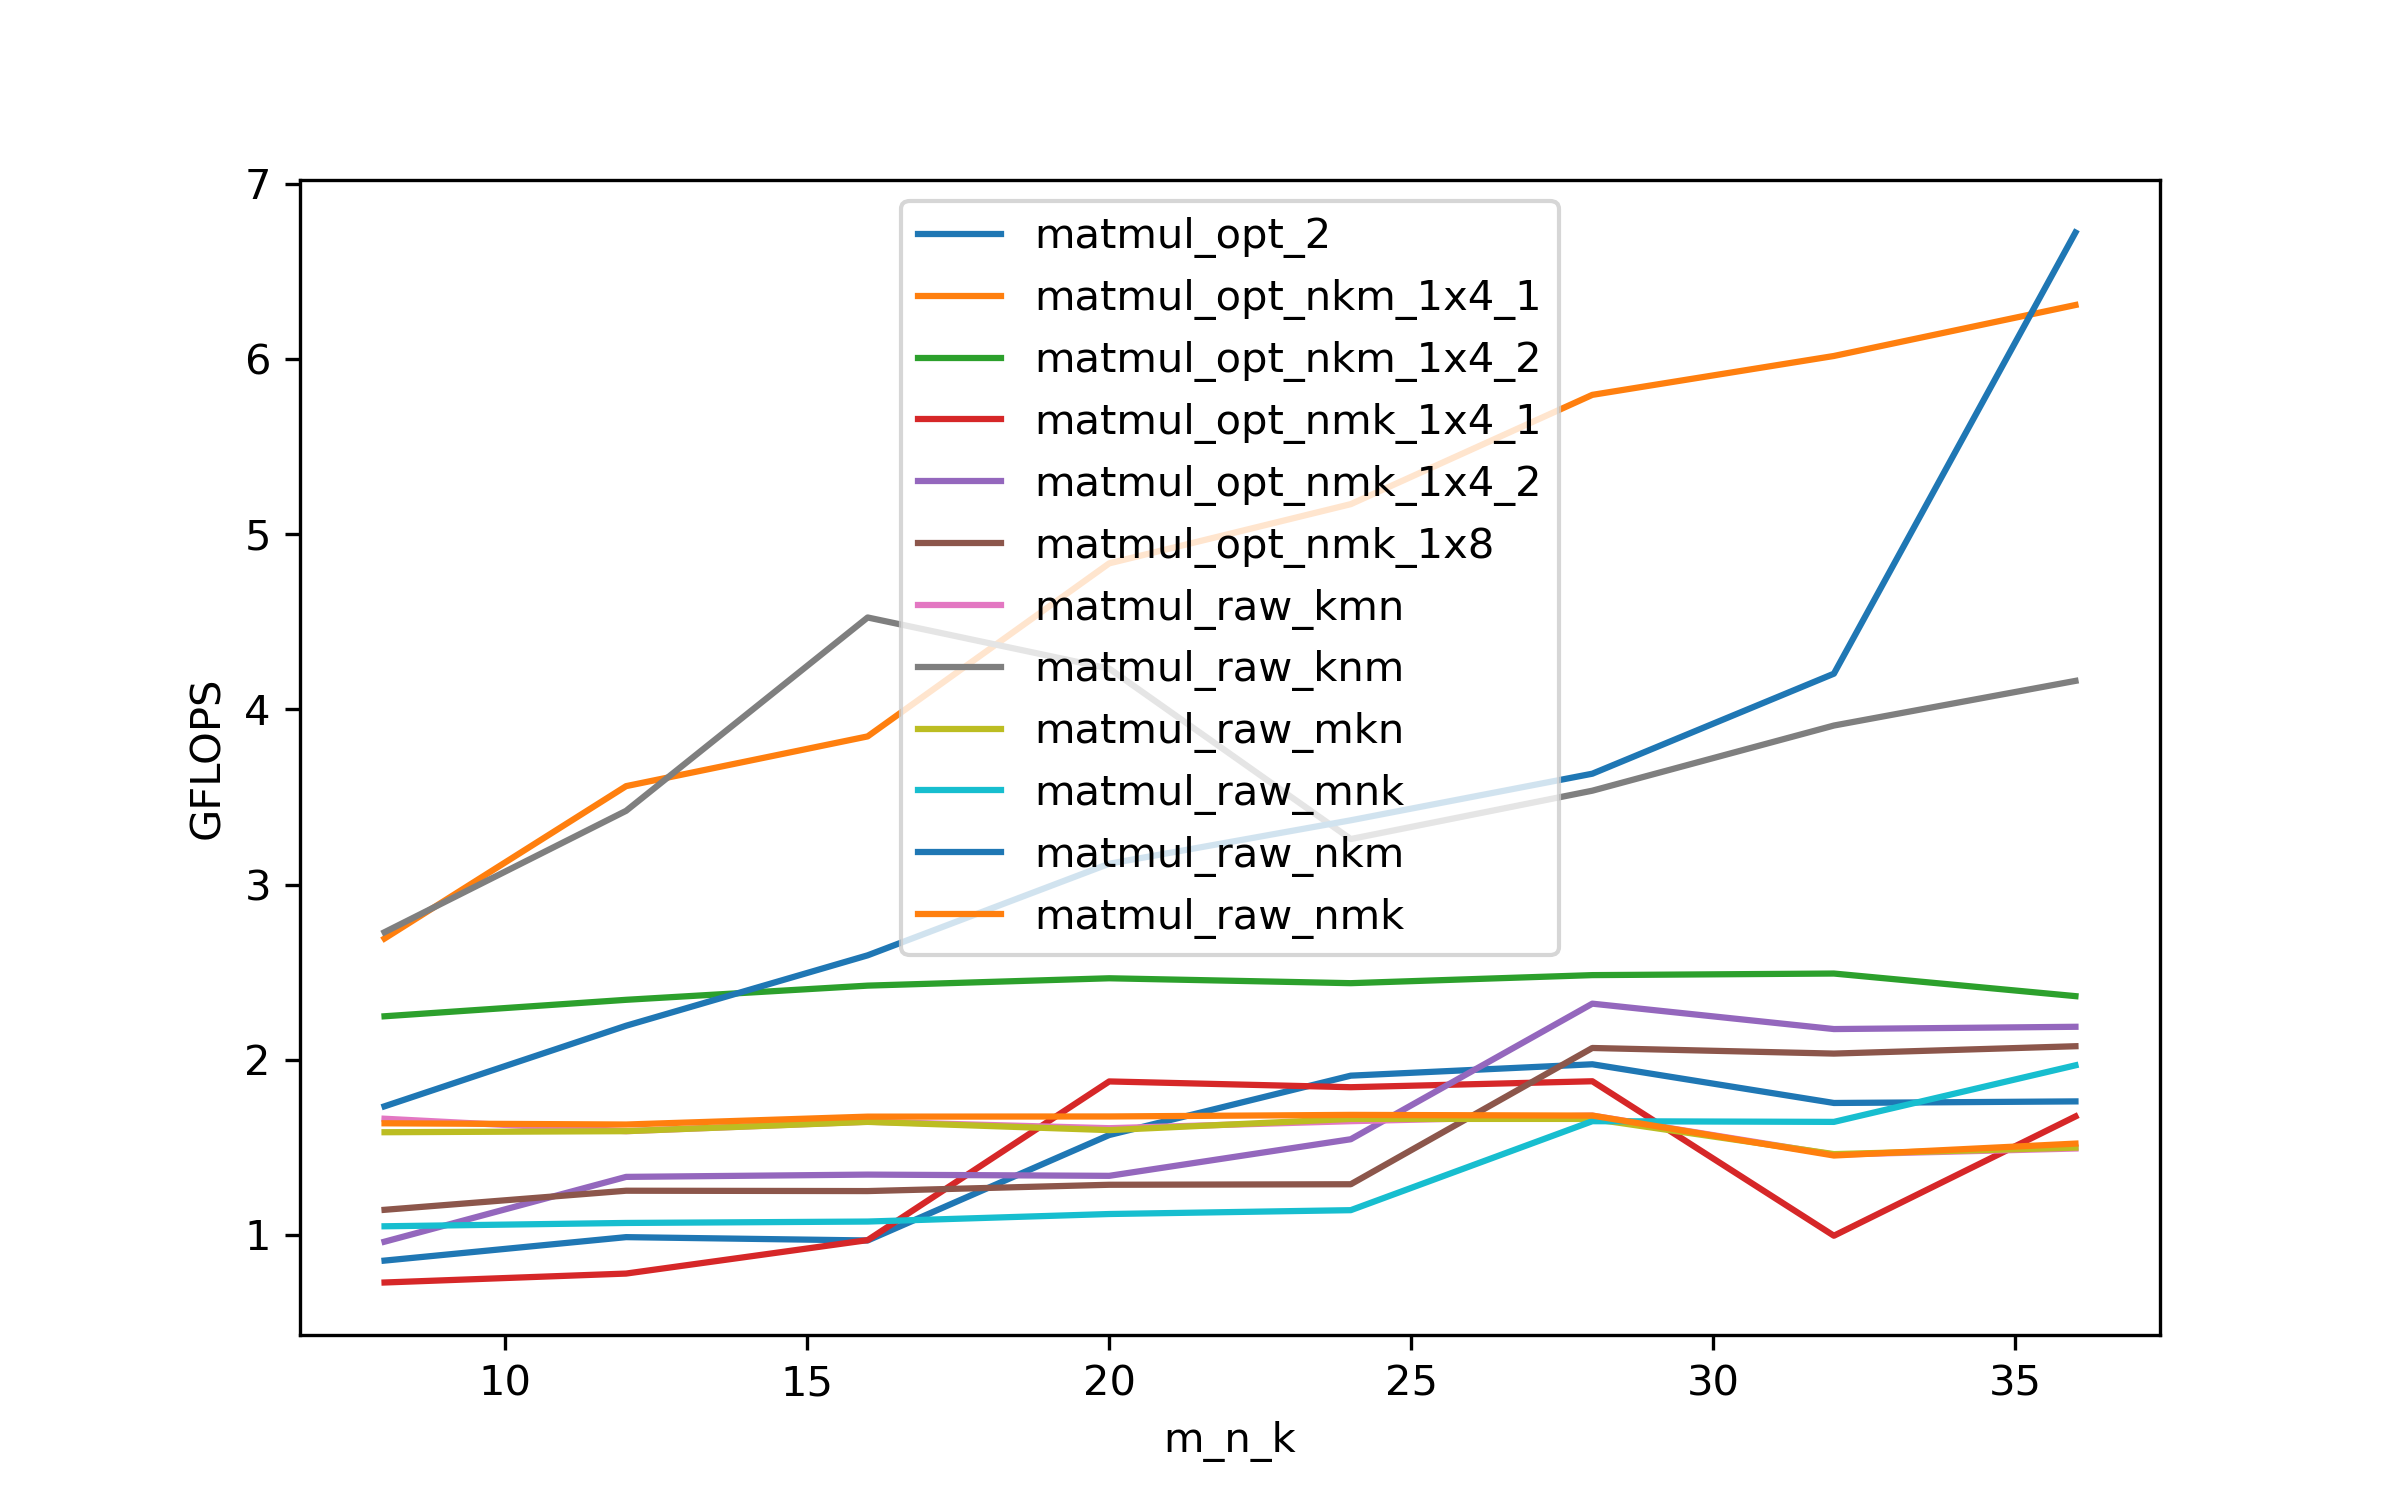 7
6
5
4
3
2
1
GFLOPS
matmul_opt_2
matmul_opt_nkm_1x4_1
matmul_opt_nkm_1x4_2
matmul_opt_nmk_1x4_1
matmul_opt_nmk_1x4_2
matmul_opt_nmk_1x8
matmul_raw_kmn
matmul_raw_knm
matmul_raw_mkn
matmul_raw_mnk
matmul_raw_nkm
matmul_raw_nmk
10 15 20 25 30 35
m_n_k